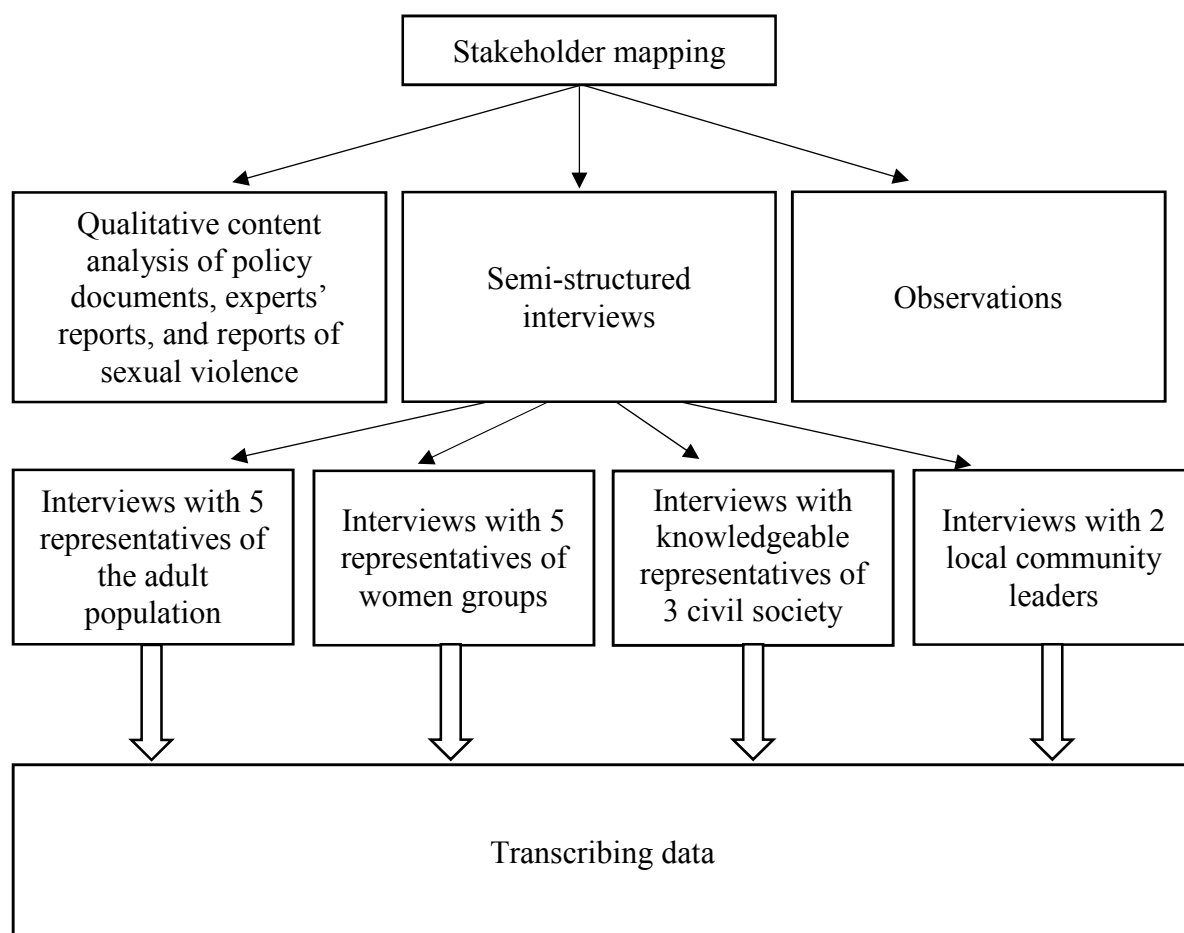 Stakeholder mapping
Qualitative content
analysis of policy
documents, experts’
reports, and reports of
sexual violence
Semi-structured
interviews
Observations
Interviews with 5
representatives of
the adult
population
Interviews with 5
representatives of
women groups
Interviews with
knowledgeable
representatives of
3 civil society
Interviews with 2
local community
leaders
Transcribing data